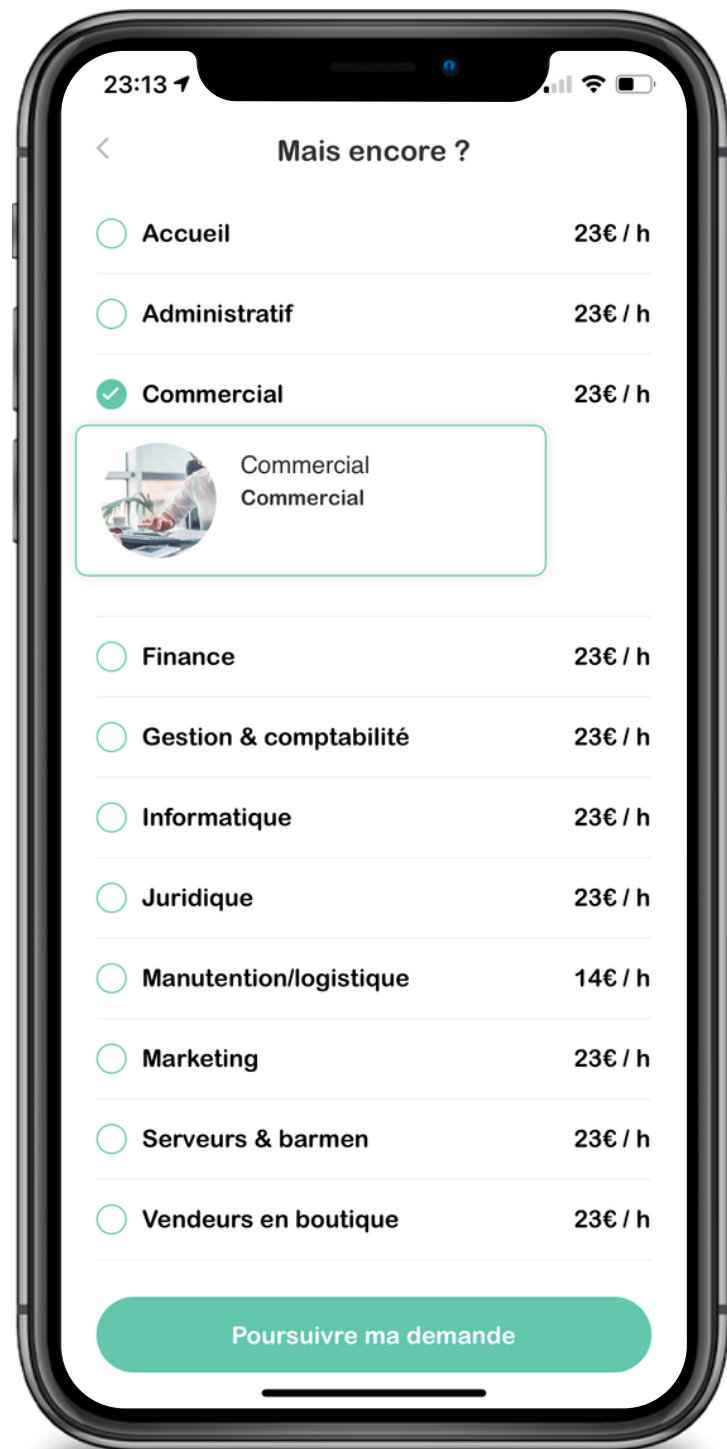 23:13
Mais encore ?
Accueil 23€ / h
Administratif 23€ / h
Commercial 23€ / h
Commercial
Commercial
Finance 23€ / h
Gestion & comptabilité 23€ / h
Informatique 23€ / h
Juridique 23€ / h
Manutention/logistique 14€ / h
Marketing 23€ / h
Serveurs & barmen 23€ / h
Vendeurs en boutique 23€ / h
Poursuivre ma demande